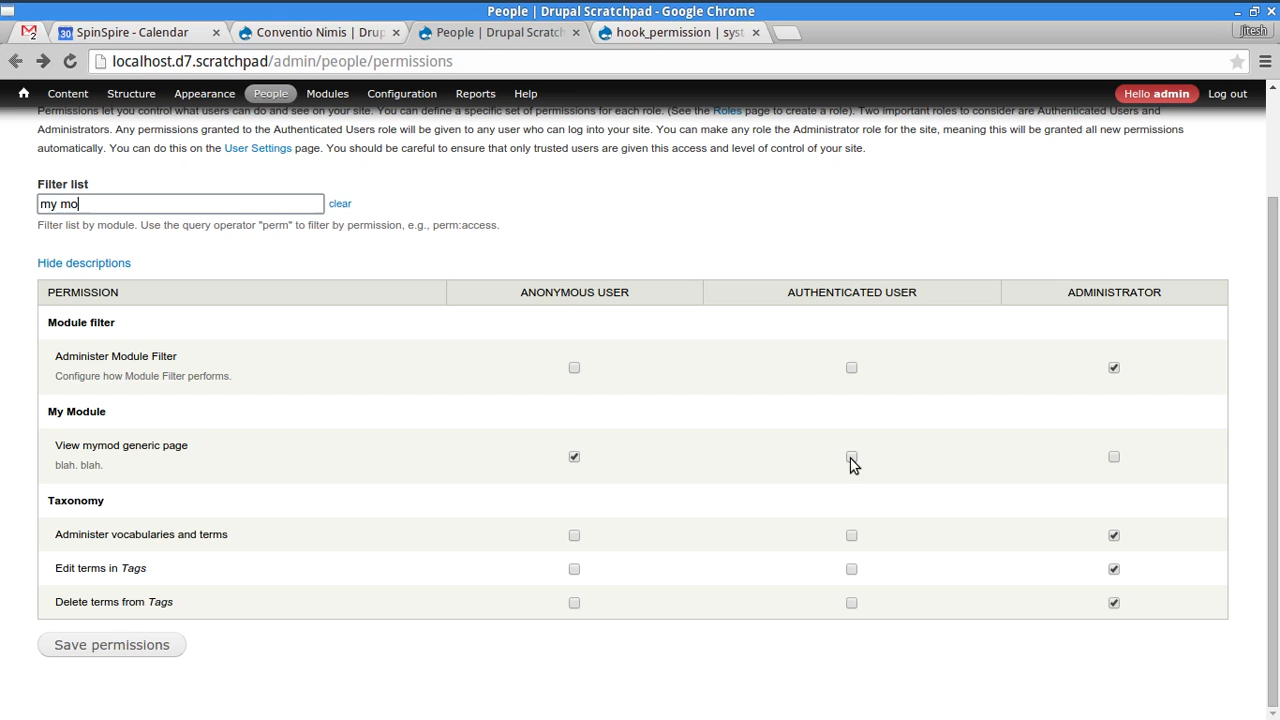 People | Drupal Scratchpad - Google Chrome
2 30 SpinSpire - Calendar × Conventio Nimis | Drup × People | Drupal Scratch × hook_permission | syst × jitesh
localhost.d7.scratchpad/admin/people/permissions
Content Structure Appearance People Modules Configuration Reports Help Hello admin Log out
Permissions let you control what users can do and see on your site. You can define a specific set of permissions for each role. (See the Roles page to create a role). Two important roles to consider are Authenticated Users and
Administrators. Any permissions granted to the Authenticated Users role will be given to any user who can log into your site. You can make any role the Administrator role for the site, meaning this will be granted all new permissions
automatically. You can do this on the User Settings page. You should be careful to ensure that only trusted users are given this access and level of control of your site.
Filter list
my mo clear
Filter list by module. Use the query operator "perm" to filter by permission, e.g., perm:access.
Hide descriptions
PERMISSION ANONYMOUS USER AUTHENTICATED USER ADMINISTRATOR
Module filter
Administer Module Filter
Configure how Module Filter performs.
My Module
View mymod generic page
blah. blah.
Taxonomy
Administer vocabularies and terms
Edit terms in Tags
Delete terms from Tags
Save permissions